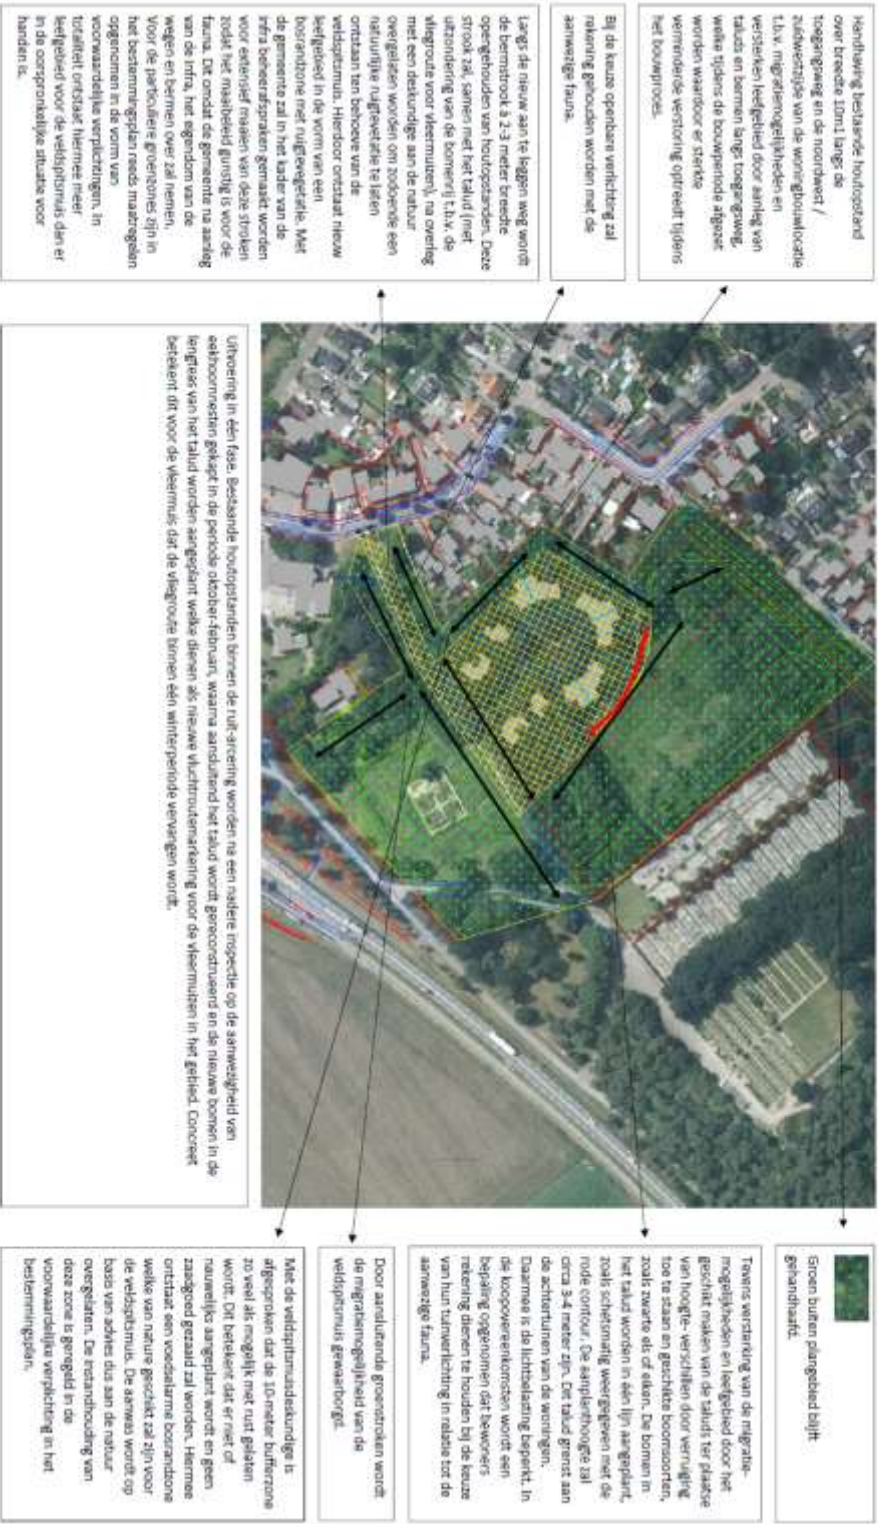 Handhaving bestaande houtopstand
over breedte 10m1 langs de
toegangsweg en de noordwest /
zuidwestzijde van de woningbouwlocatie
t.b.v. migratiemogelijkheden en
versterken leefgebied door aanleg van
taluds en bermen langs toegangsweg,
welke tijdens de bouwperiode afgezet
worden waardoor er sterkte
verminderde verstoring optreedt tijdens
het bouwproces.
Bij de keuze openbare verlichting zal
rekening gehouden worden met de
aanwezige fauna.
Langs de nieuw aan te leggen weg wordt
de bermstrook à 2-3 meter breedte
opengehouden van houtopstanden. Deze
strook zal, samen met het talud (met
uitzondering van de bomenrij t.b.v. de
vliegroute voor vleermuizen), na overleg
met een deskundige aan de natuur
overgelaten worden om zodoende een
natuurlijke ruigtevetatie te laten
ontstaan ten behoeve van de
veldspitsmuis. Hierdoor ontstaat nieuw
leefgebied in de vorm van een
bosrandzone met ruigtevegetatie. Met
de gemeente zal in het kader van de
infra beheerafspraken gemaakt worden
voor extensief maaien van deze stroken
zodat het maaibeleid gunstig is voor de
fauna. Dit omdat de gemeente na aanleg
van de infra, het eigendom van de
wegen en bermen over zal nemen.
Voor de particuliere groenzones zijn in
het bestemmingsplan reeds maatregelen
opgenomen in de vorm van
voorwaardelijke verplichtingen. In
totaliteit ontstaat hiermee meer
leefgebied voor de veldspitsmuis dan er
in de oorspronkelijke situatie voor
handen is.
Uitvoering in één fase. Bestaande houtopstanden binnen de ruit-arcering worden na een nadere inspectie op de aanwezigheid van
eekhoornnesten gekapt in de periode oktober-februari, waarna aansluitend het talud wordt gereconstrueerd en de nieuwe bomen in de
lengteas van het talud worden aangeplant welke dienen als nieuwe vluchtroutemarkering voor de vleermuizen in het gebied. Concreet
betekent dit voor de vleermuis dat de vliegroute binnen één winterperiode vervangen wordt.
Groen buiten plangebied blijft
gehandhaafd.
Tevens versterking van de migratie-
mogelijkheden en leefgebied door het
geschikt maken van de taluds ter plaatse
van hoogte- verschillen door verruiging
toe te staan en geschikte boomsoorten,
zoals zwarte els of eiken. De bomen in
het talud worden in één lijn aangeplant,
zoals schetsmatig weergegeven met de
rode contour. De aanplanthoogte zal
circa 3-4 meter zijn. Dit talud grenst aan
de achtertuinen van de woningen.
Daarmee is de lichtbelasting beperkt. In
de koopovereenkomsten wordt een
bepaling opgenomen dat bewoners
rekening dienen te houden bij de keuze
van hun tuinverlichting in relatie tot de
aanwezige fauna.
Door aansluitende groenstroken wordt
de migratiemogelijkheid van de
veldspitsmuis gewaarborgd.
Met de veldspitsmuisdeskundige is
afgesproken dat de 10-meter bufferzone
zo veel als mogelijk met rust gelaten
wordt. Dit betekent dat er niet of
nauwelijks aangeplant wordt en geen
zaadgoed gezaaid zal worden. Hiermee
ontstaat een voedselarme bosrandzone
welke van nature geschikt zal zijn voor
de veldspitsmuis. De aanwas wordt op
basis van advies dus aan de natuur
overgelaten. De instandhouding van
deze zone is geregeld in de
voorwaardelijke verplichting in het
bestemmingsplan.